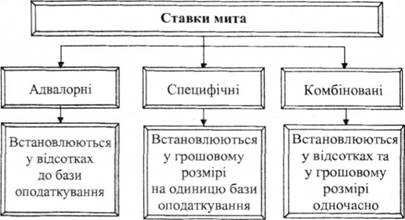 Ставки мита
Адвалорні
Специфічні
Комбіновані
Встановлюються
у відсотках
до бази
оподаткування
Встановлюються
у грошовому
розмірі
на одиницю бази
оподаткування
Встановлюються
у відсотках та
у грошовому
розмірі
одночасно